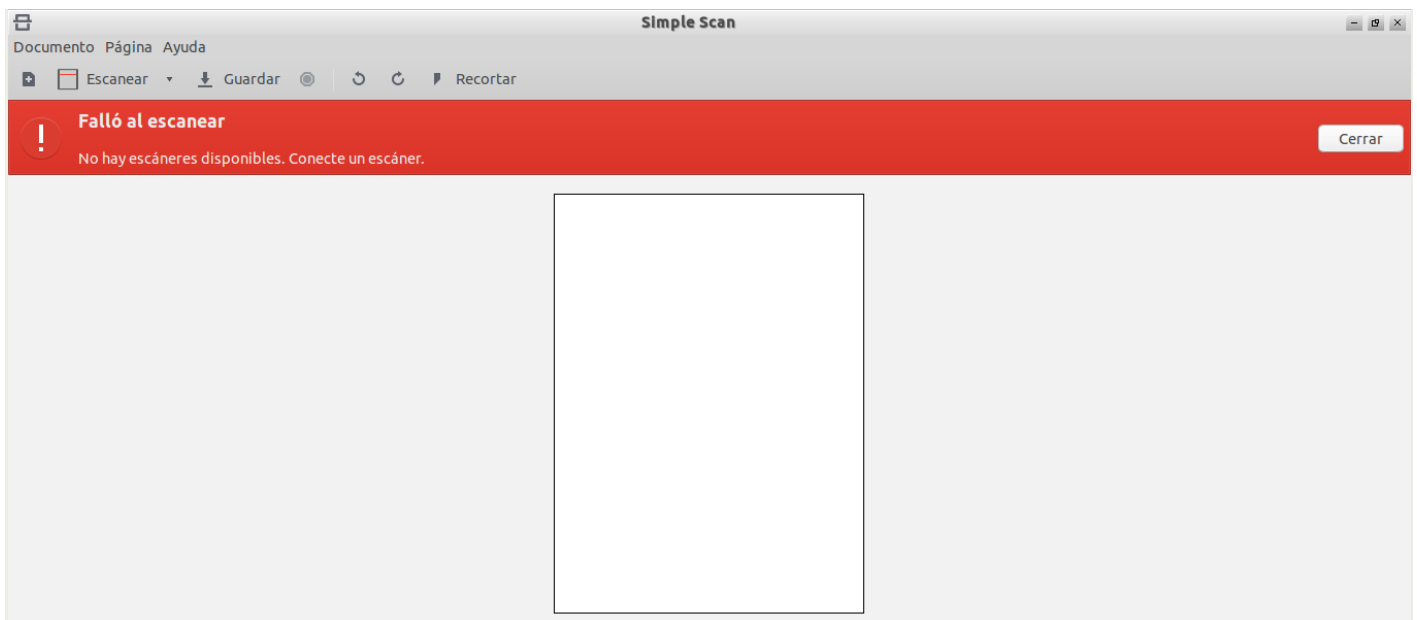 Simple Scan
Documento Página Ayuda
Escanear Guardar Recortar
Falló al escanear
Cerrar
No hay escáneres disponibles. Conecte un escáner.